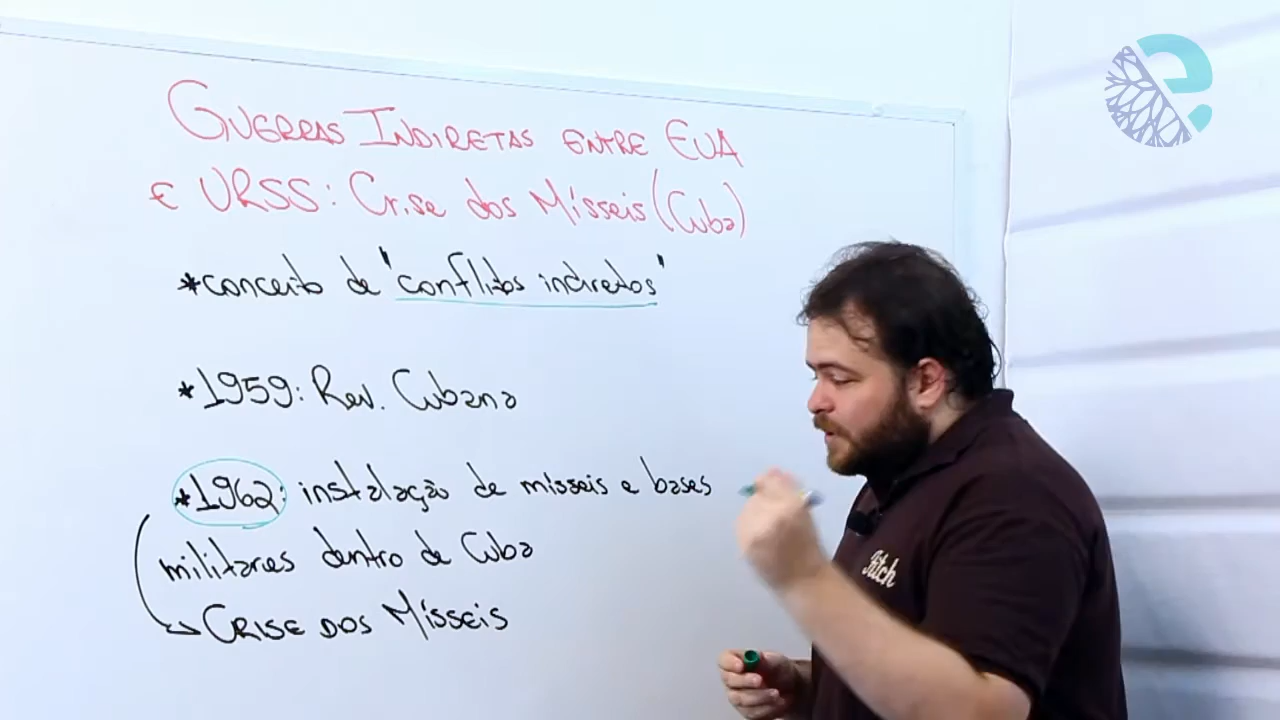 GUERRAS INDIRETAS ENTRE EUA
E URSS: Crise dos Mísseis (Cuba)
*conceito de "conflitos indiretos"
*1959: Rev. Cubana
*1962: instalação de mísseis e bases
militares dentro de Cuba
→ CRISE DOS MÍSSEIS
Fitch